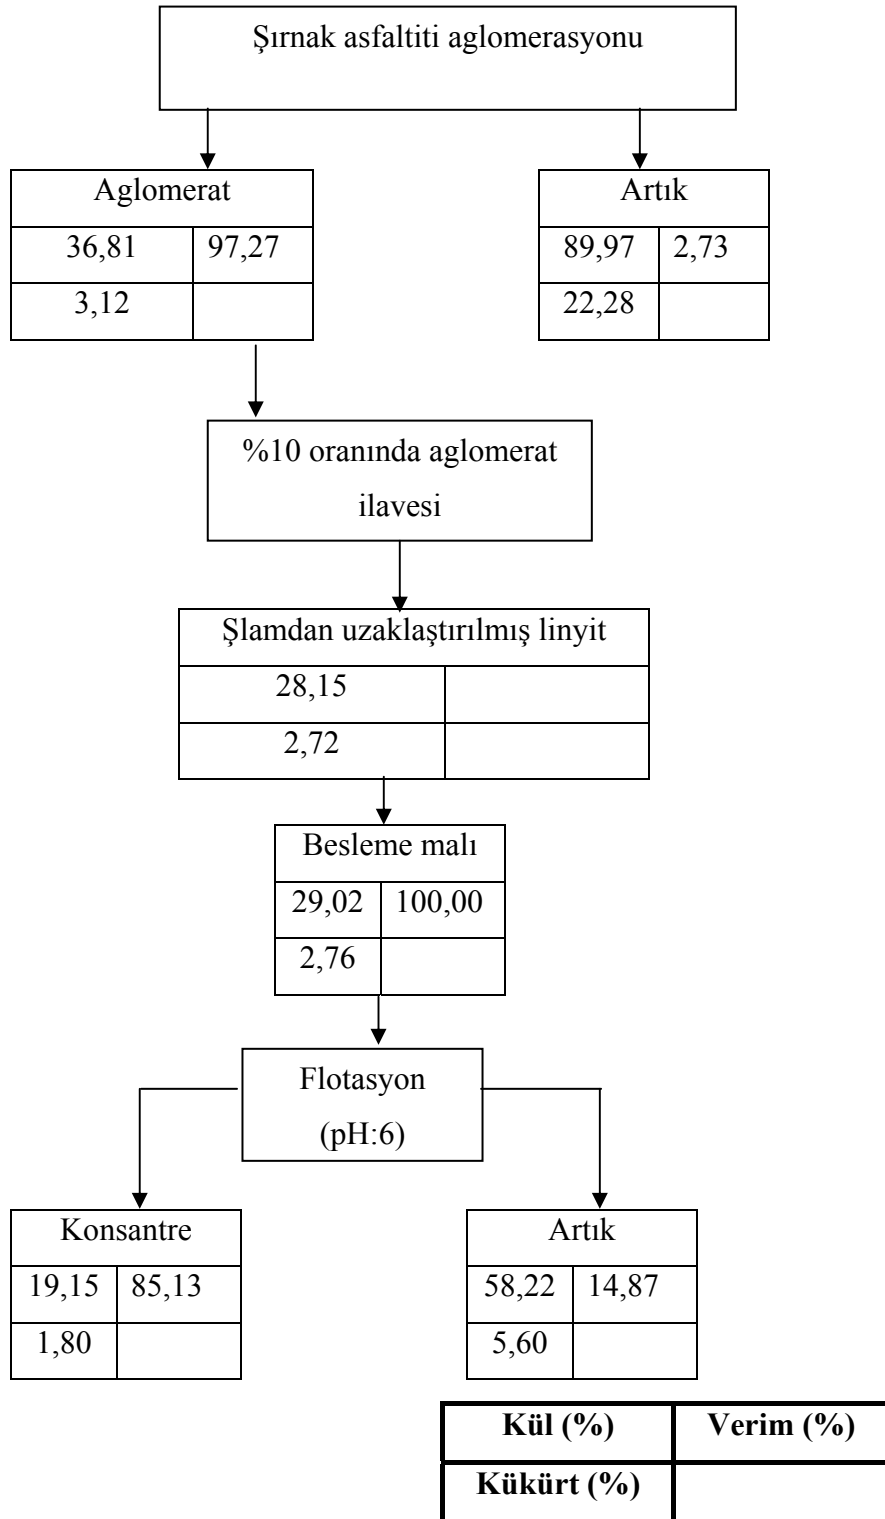 Şırnak asfaltiti aglomerasyonu
Aglomerat
36,81 97,27
3,12
Artık
89,97 2,73
22,28
%10 oranında aglomerat
ilavesi
Şlamdan uzaklaştırılmış linyit
28,15
2,72
Besleme malı
29,02 100,00
2,76
Flotasyon
(pH:6)
Konsantre
19,15 85,13
1,80
Artık
58,22 14,87
5,60
Kül (%) Verim (%)
Kükürt (%)